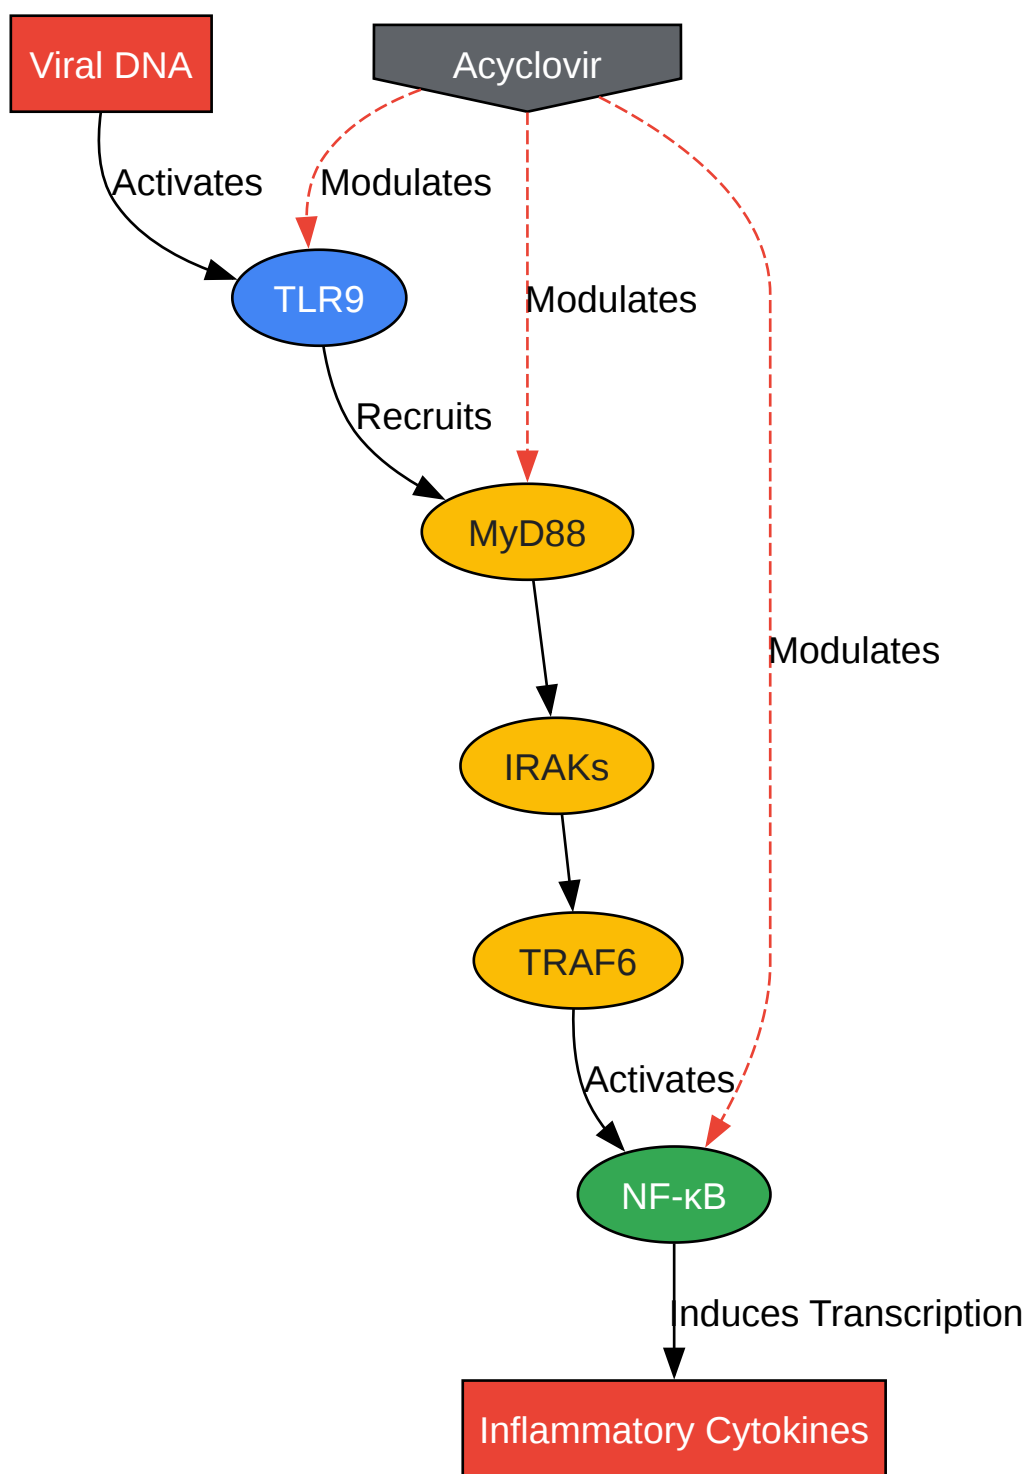 Viral DNA
Acyclovir
Activates
Modulates
TLR9
Modulates
Recruits
MyD88
Modulates
IRAKs
TRAF6
Activates
NF-κB
Induces Transcription
Inflammatory Cytokines